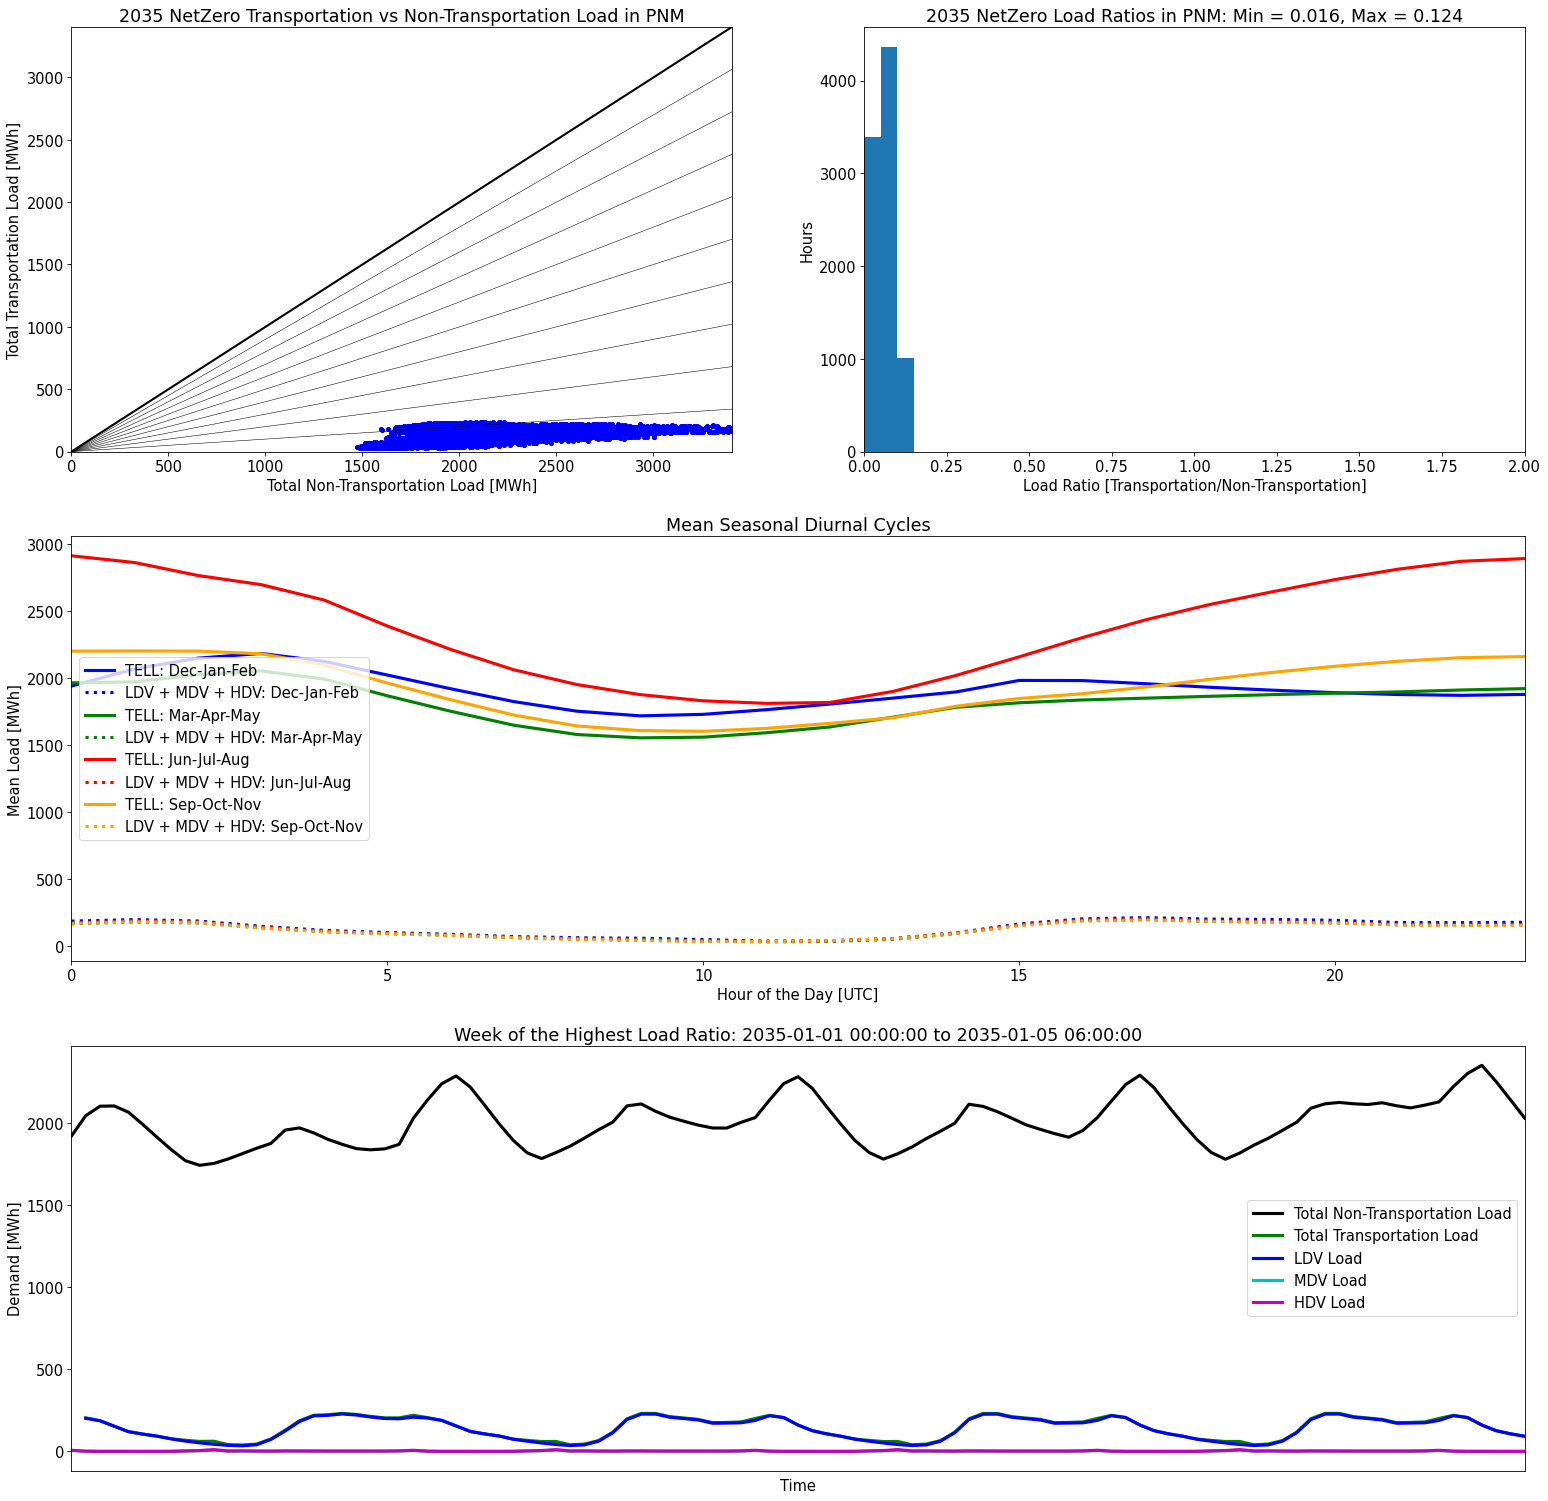 2035 NetZero Transportation vs Non-Transportation Load in PNM
Total Transportation Load [MWh]
3000
2500
2000
1500
1000
500
0
0 500 1000 1500 2000 2500 3000
Total Non-Transportation Load [MWh]
2035 NetZero Load Ratios in PNM: Min = 0.016, Max = 0.124
Hours
4000
3000
2000
1000
0
0.00 0.25 0.50 0.75 1.00 1.25 1.50 1.75 2.00
Load Ratio [Transportation/Non-Transportation]
Mean Seasonal Diurnal Cycles
Mean Load [MWh]
3000
2500
2000
1500
1000
500
0
TELL: Dec-Jan-Feb
LDV + MDV + HDV: Dec-Jan-Feb
TELL: Mar-Apr-May
LDV + MDV + HDV: Mar-Apr-May
TELL: Jun-Jul-Aug
LDV + MDV + HDV: Jun-Jul-Aug
TELL: Sep-Oct-Nov
LDV + MDV + HDV: Sep-Oct-Nov
0 5 10 15 20
Hour of the Day [UTC]
Week of the Highest Load Ratio: 2035-01-01 00:00:00 to 2035-01-05 06:00:00
Demand [MWh]
2000
1500
1000
500
0
Total Non-Transportation Load
Total Transportation Load
LDV Load
MDV Load
HDV Load
Time